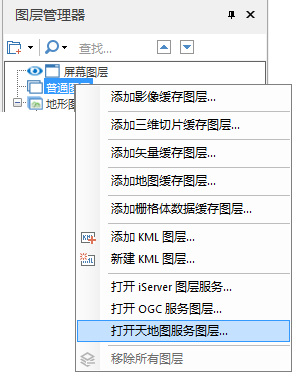 图层管理器
查找...
屏幕图层
普通图层
地形图
添加影像缓存图层...
添加三维切片缓存图层...
添加矢量缓存图层...
添加地图缓存图层...
添加栅格体数据缓存图层...
添加 KML 图层...
新建 KML 图层...
打开 iServer 图层服务...
打开 OGC 服务图层...
打开天地图服务图层...
移除所有图层